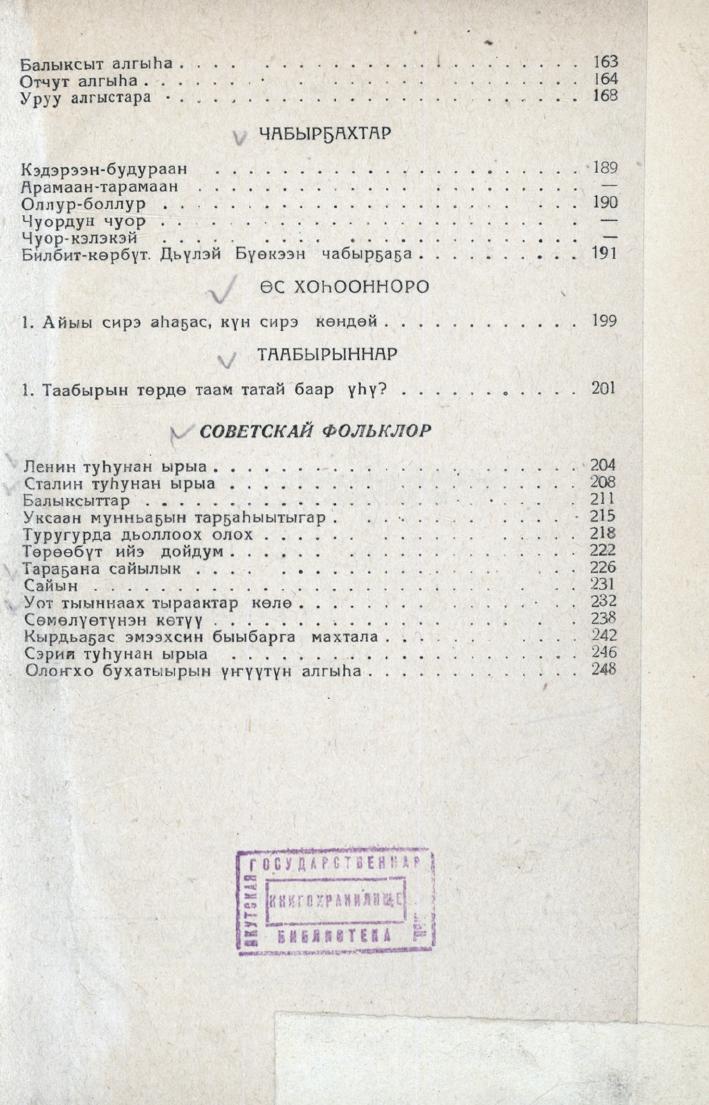 Балыксыт алгыһа . . . . . . . . . . . . . . . . . . . . . 163
Отчут алгыһа . . . . . . . . . . . . . . . . . . . . . . 164
Уруу алгыстара . . . . . . . . . . . . . . . . . . . . . 168
ЧАБЫРҔАХТАР
Кэдэрээн-будураан . . . . . . . . . . . . . . . . . . . 189
Арамаан-тарамаан . . . . . . . . . . . . . . . . . . . —
Оллур-боллур . . . . . . . . . . . . . . . . . . . . . 190
Чуордун чуор . . . . . . . . . . . . . . . . . . . . . —
Чуор-кэлэкэй . . . . . . . . . . . . . . . . . . . . . —
Билбит-көрбүт. Дьүлэй Бүөкээн чабырҕаҕа . . . . . . . . . 191
ӨС ХОҺООННОРО
1. Айыы сирэ аһаҕас, күн сирэ көндөй . . . . . . . . . . . 199
ТААБЫРЫННАР
1. Таабырын төрдө таам татай баар үһү? . . . . . . . . . . 201
СОВЕТСКАЙ ФОЛЬКЛОР
Ленин туһунан ырыа . . . . . . . . . . . . . . . . . . . 204
Сталин туһунан ырыа . . . . . . . . . . . . . . . . . . 208
Балыксыттар . . . . . . . . . . . . . . . . . . . . . . 211
Уксаан мунньаҕын тарҕаһыытыгар . . . . . . . . . . . . . 215
Туругурда дьоллоох олох . . . . . . . . . . . . . . . . . 218
Төрөөбүт ийэ дойдум . . . . . . . . . . . . . . . . . . 222
Тараҕана сайылык . . . . . . . . . . . . . . . . . . . . 226
Сайын . . . . . . . . . . . . . . . . . . . . . . . . . 231
Уот тыыннаах тыраактар көлө . . . . . . . . . . . . . . 232
Сөмөлүөтүнэн көтүү . . . . . . . . . . . . . . . . . . . 238
Кырдьаҕас эмээхсин быыбарга махтала . . . . . . . . . . . 242
Сэрии туһунан ырыа . . . . . . . . . . . . . . . . . . . 246
Олоҥхо бухатыырын үҥүүтүн алгыһа . . . . . . . . . . . . 248
ЯКУТСКАЯ
ГОСУДАРСТВЕННАЯ
КНИГОХРАНИЛИЩЕ
БИБЛИОТЕКА